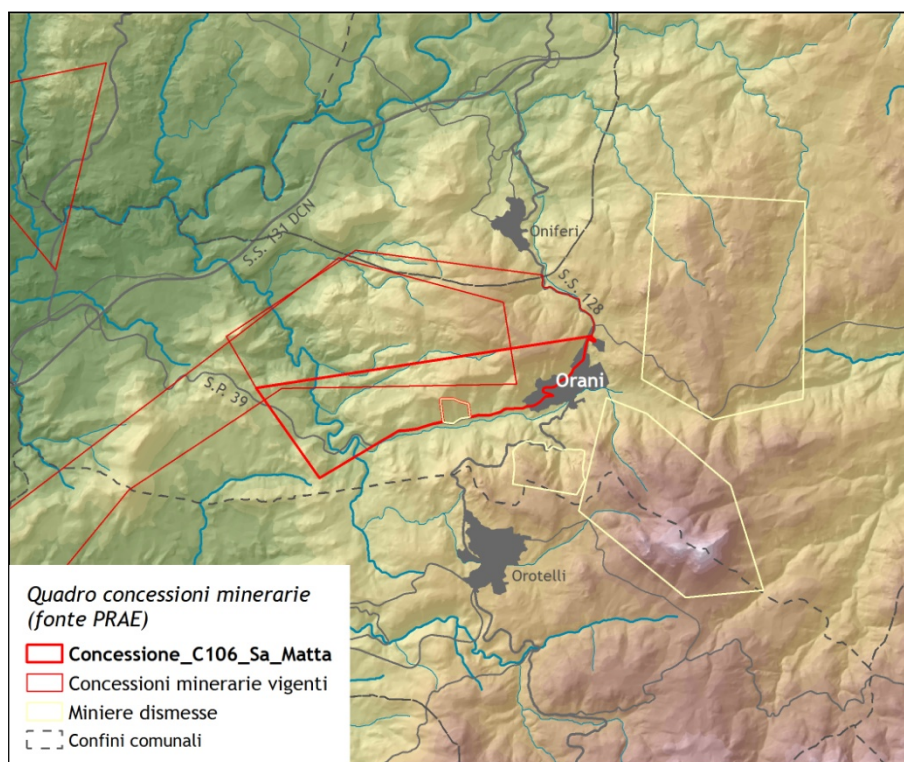 Oniferi
S.S. 131 DCN
S.S. 128
Orani
S.P. 39
Orotelli
Quadro concessioni minerarie
(fonte PRAE)
Concessione_C106_Sa_Matta
Concessioni minerarie vigenti
Miniere dismesse
Confini comunali